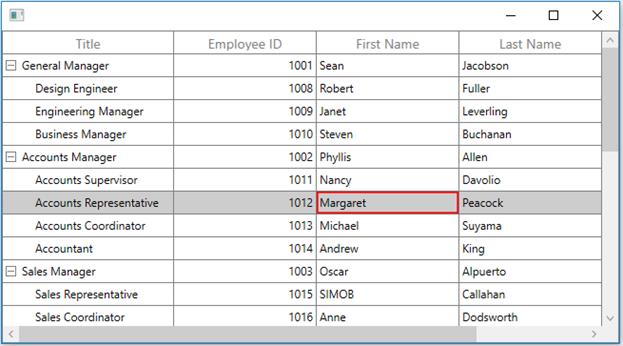 Title Employee ID First Name Last Name
General Manager 1001 Sean Jacobson
Design Engineer 1008 Robert Fuller
Engineering Manager 1009 Janet Leverling
Business Manager 1010 Steven Buchanan
Accounts Manager 1002 Phyllis Allen
Accounts Supervisor 1011 Nancy Davolio
Accounts Representative 1012 Margaret Peacock
Accounts Coordinator 1013 Michael Suyama
Accountant 1014 Andrew King
Sales Manager 1003 Oscar Alpuerto
Sales Representative 1015 SIMOB Callahan
Sales Coordinator 1016 Anne Dodsworth